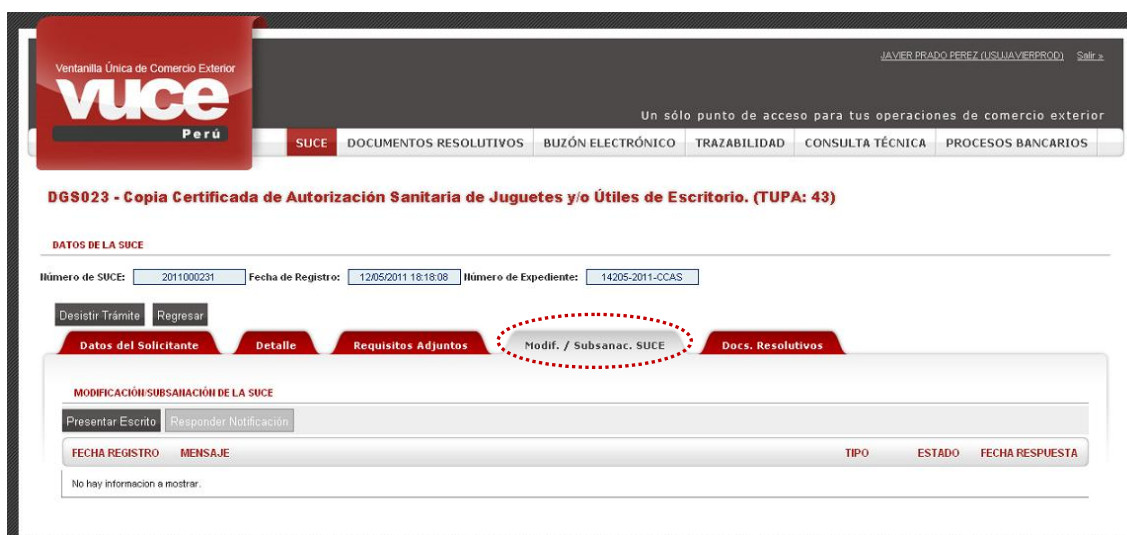 JAVIER PRADO PEREZ (USUJAVIERPROD) Salir »
Ventanilla Única de Comercio Exterior
vuce
Perú
Un sólo punto de acceso para tus operaciones de comercio exterior
SUCE DOCUMENTOS RESOLUTIVOS BUZÓN ELECTRÓNICO TRAZABILIDAD CONSULTA TÉCNICA PROCESOS BANCARIOS
DGS023 - Copia Certificada de Autorización Sanitaria de Juguetes y/o Útiles de Escritorio. (TUPA: 43)
DATOS DE LA SUCE
Número de SUCE: 2011000231 Fecha de Registro: 12/05/2011 18:18:08 Número de Expediente: 14205-2011-CCAS
Desistir Trámite Regresar
Datos del Solicitante Detalle Requisitos Adjuntos Modif. / Subsanac. SUCE Docs. Resolutivos
MODIFICACIÓN/SUBSANACIÓN DE LA SUCE
Presentar Escrito Responder Notificación
FECHA REGISTRO MENSAJE TIPO ESTADO FECHA RESPUESTA
No hay informacion a mostrar.